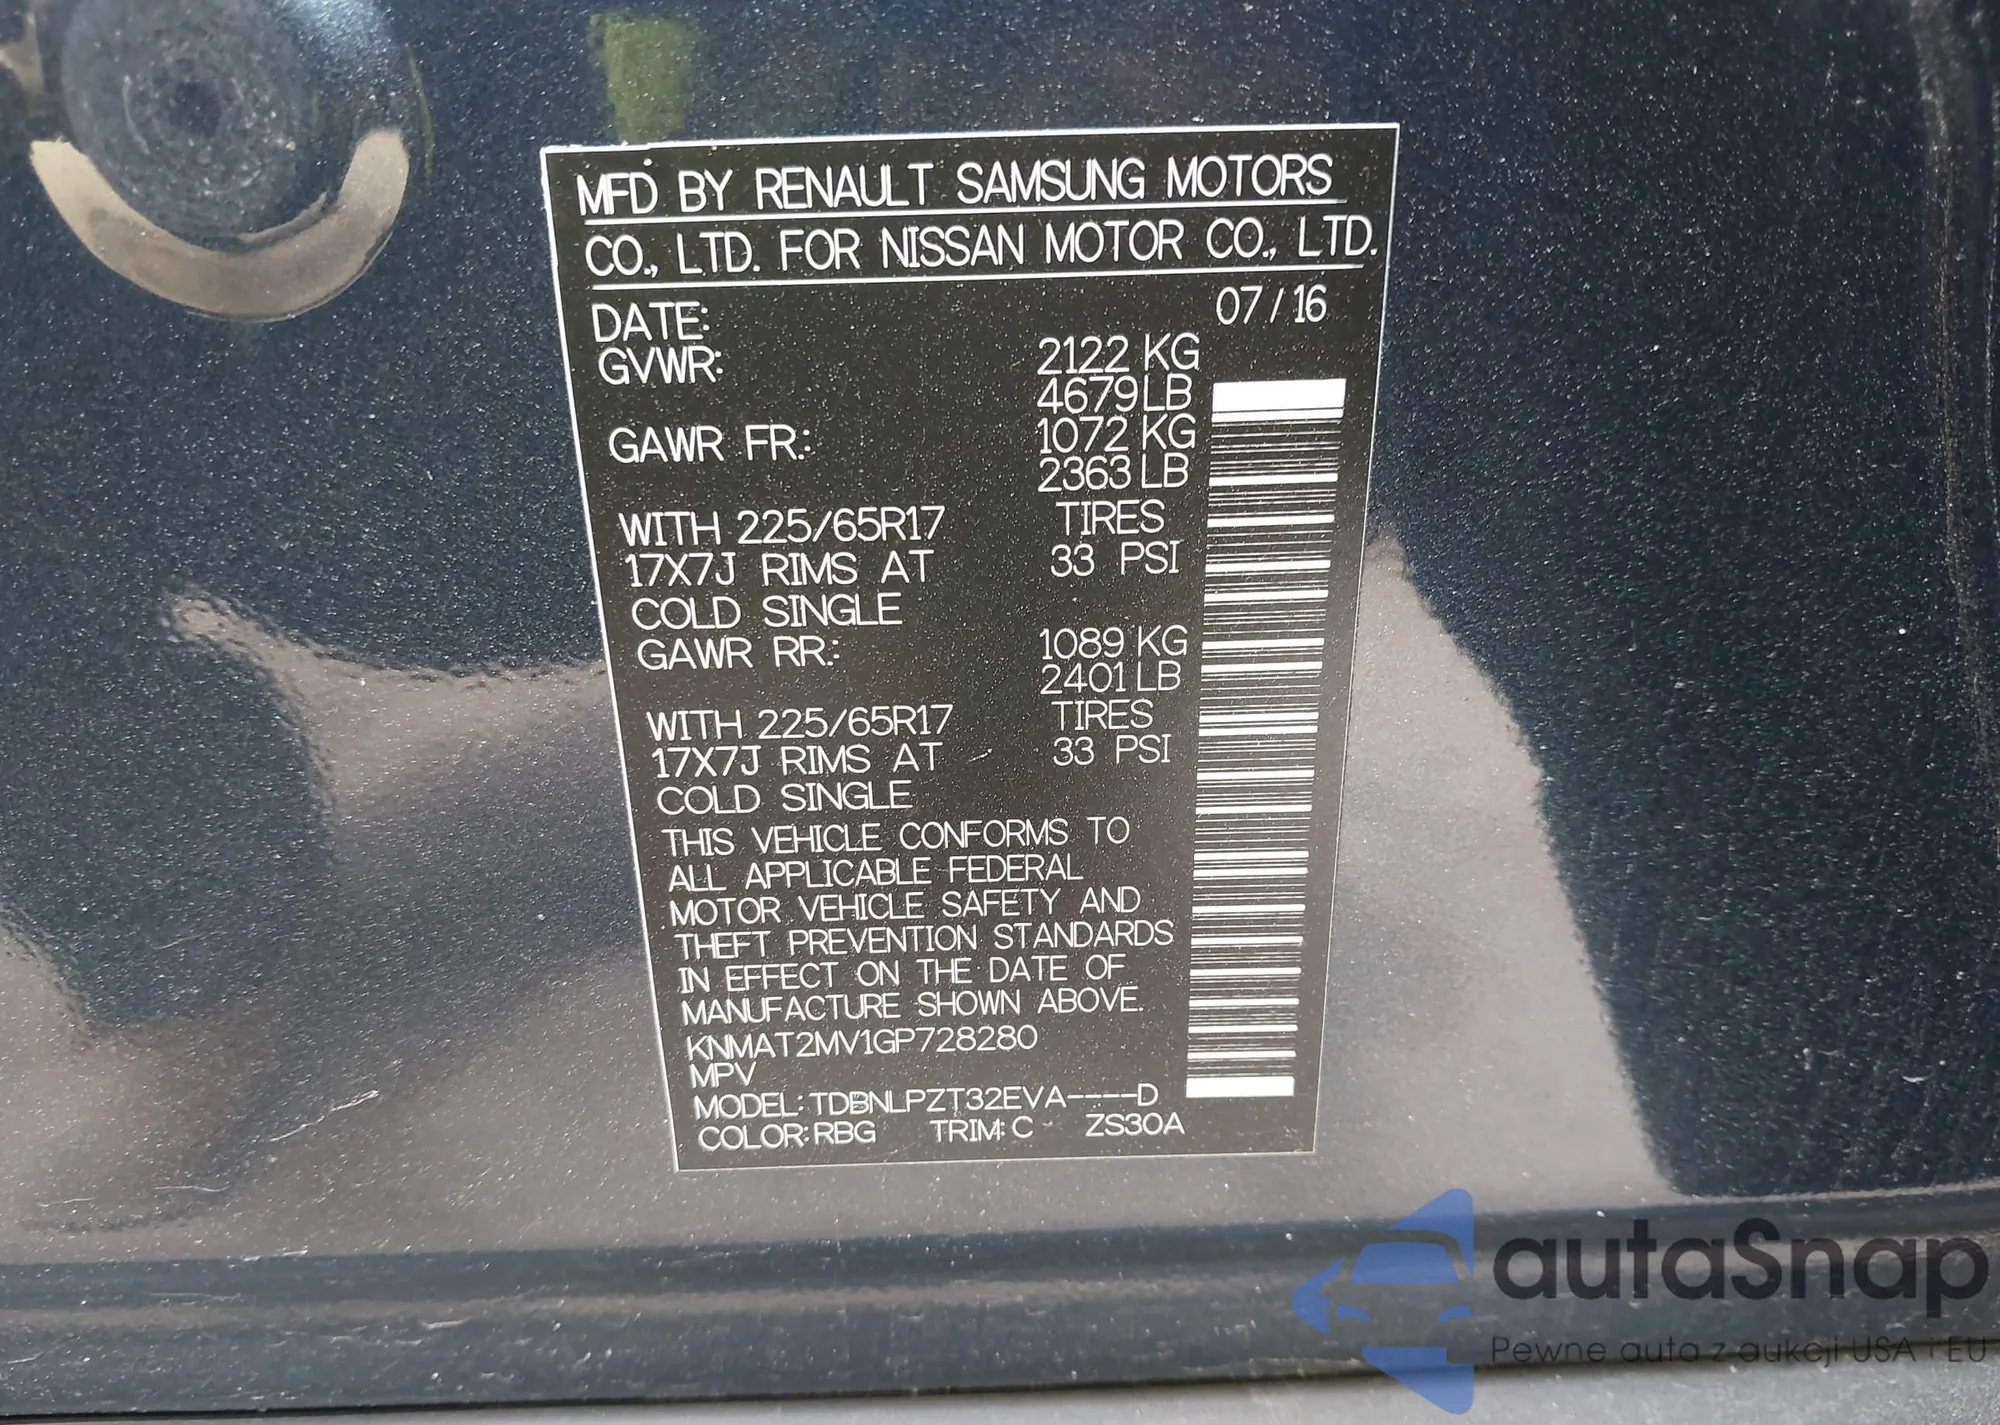 MFD BY RENAULT SAMSUNG MOTORS
CO., LTD. FOR NISSAN MOTOR CO., LTD.
DATE: 07/16
GVWR: 2122 KG
4679 LB
GAWR FR.: 1072 KG
2363 LB
WITH 225/65R17 TIRES
17X7J RIMS AT 33 PSI
COLD SINGLE
GAWR RR.: 1089 KG
2401 LB
WITH 225/65R17 TIRES
17X7J RIMS AT 33 PSI
COLD SINGLE
THIS VEHICLE CONFORMS TO
ALL APPLICABLE FEDERAL
MOTOR VEHICLE SAFETY AND
THEFT PREVENTION STANDARDS
IN EFFECT ON THE DATE OF
MANUFACTURE SHOWN ABOVE.
KNMAT2MV1GP728280
MPV
MODEL: TDBNLPZT32EVA----D
COLOR: RBG TRIM: C ZS30A
autaSnap
Pewne auta z aukcji USA i EU